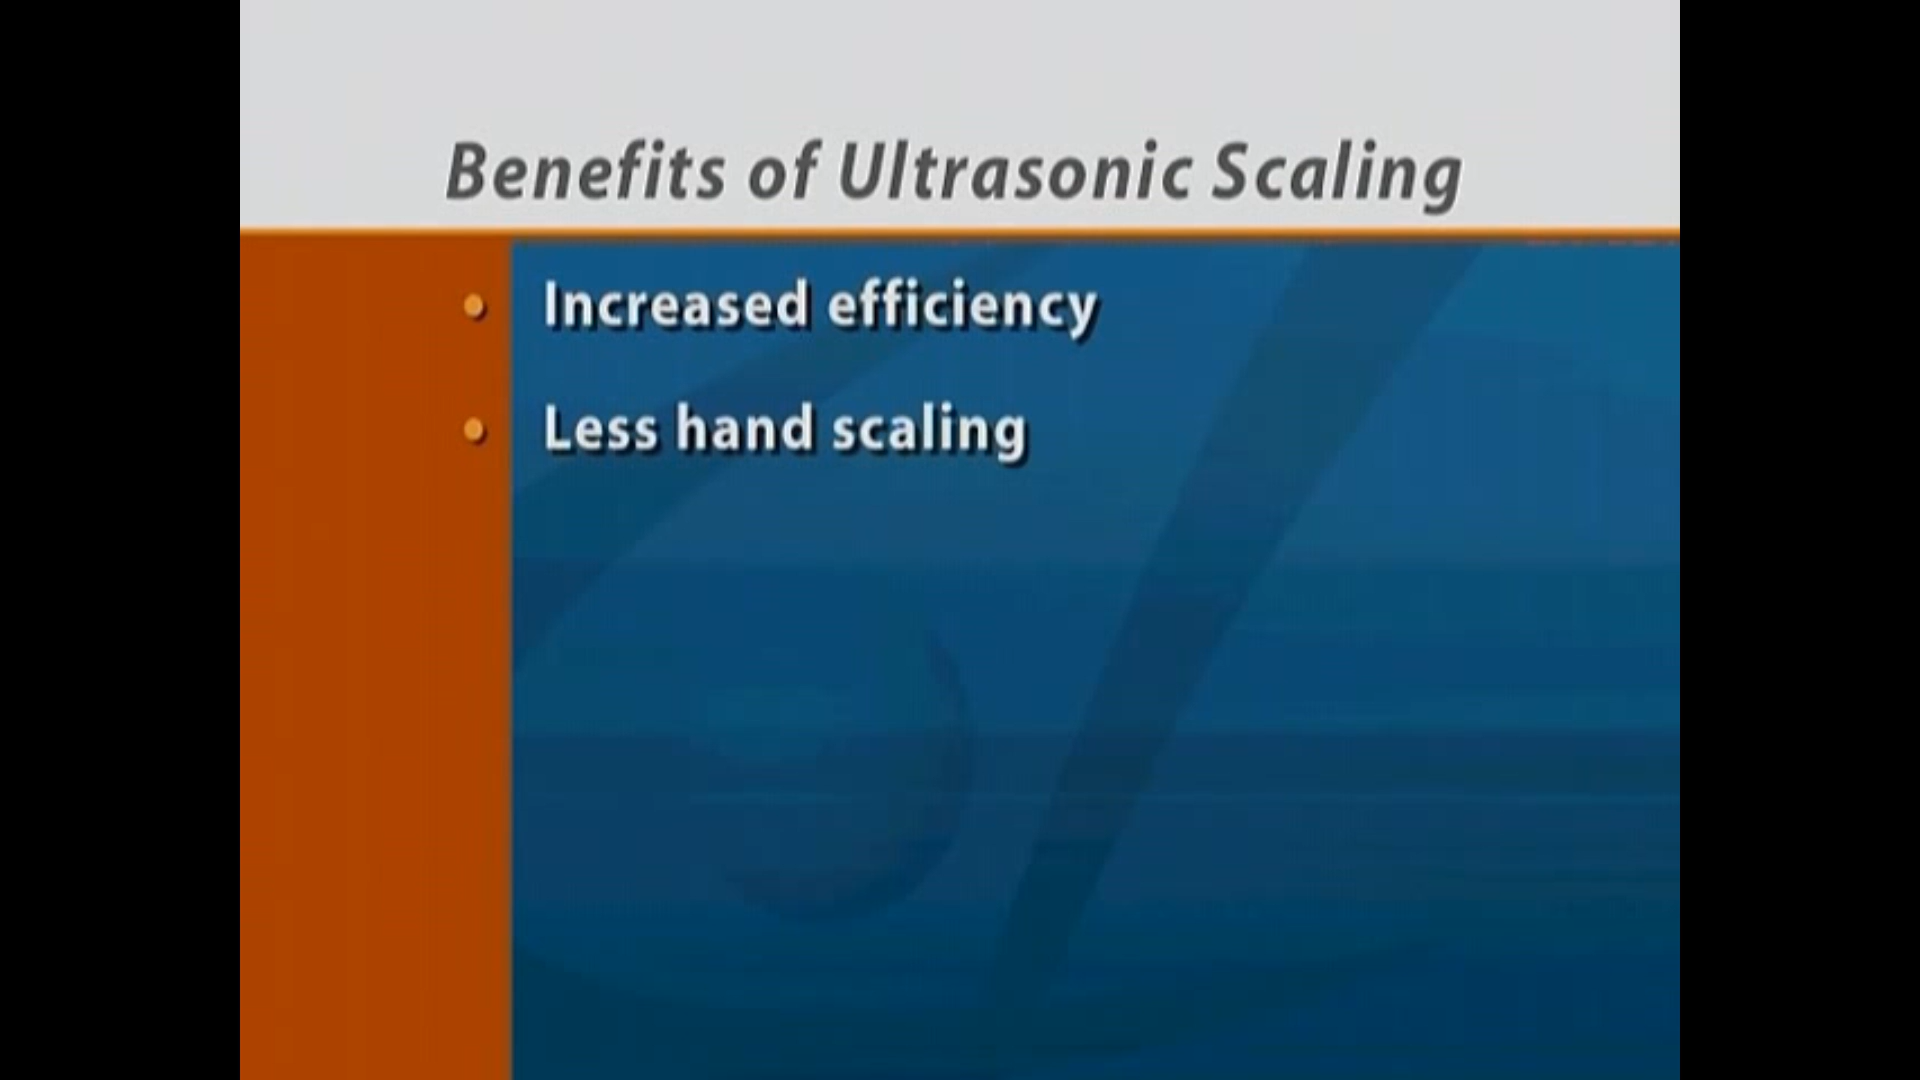 Benefits of Ultrasonic Scaling
• Increased efficiency
• Less hand scaling